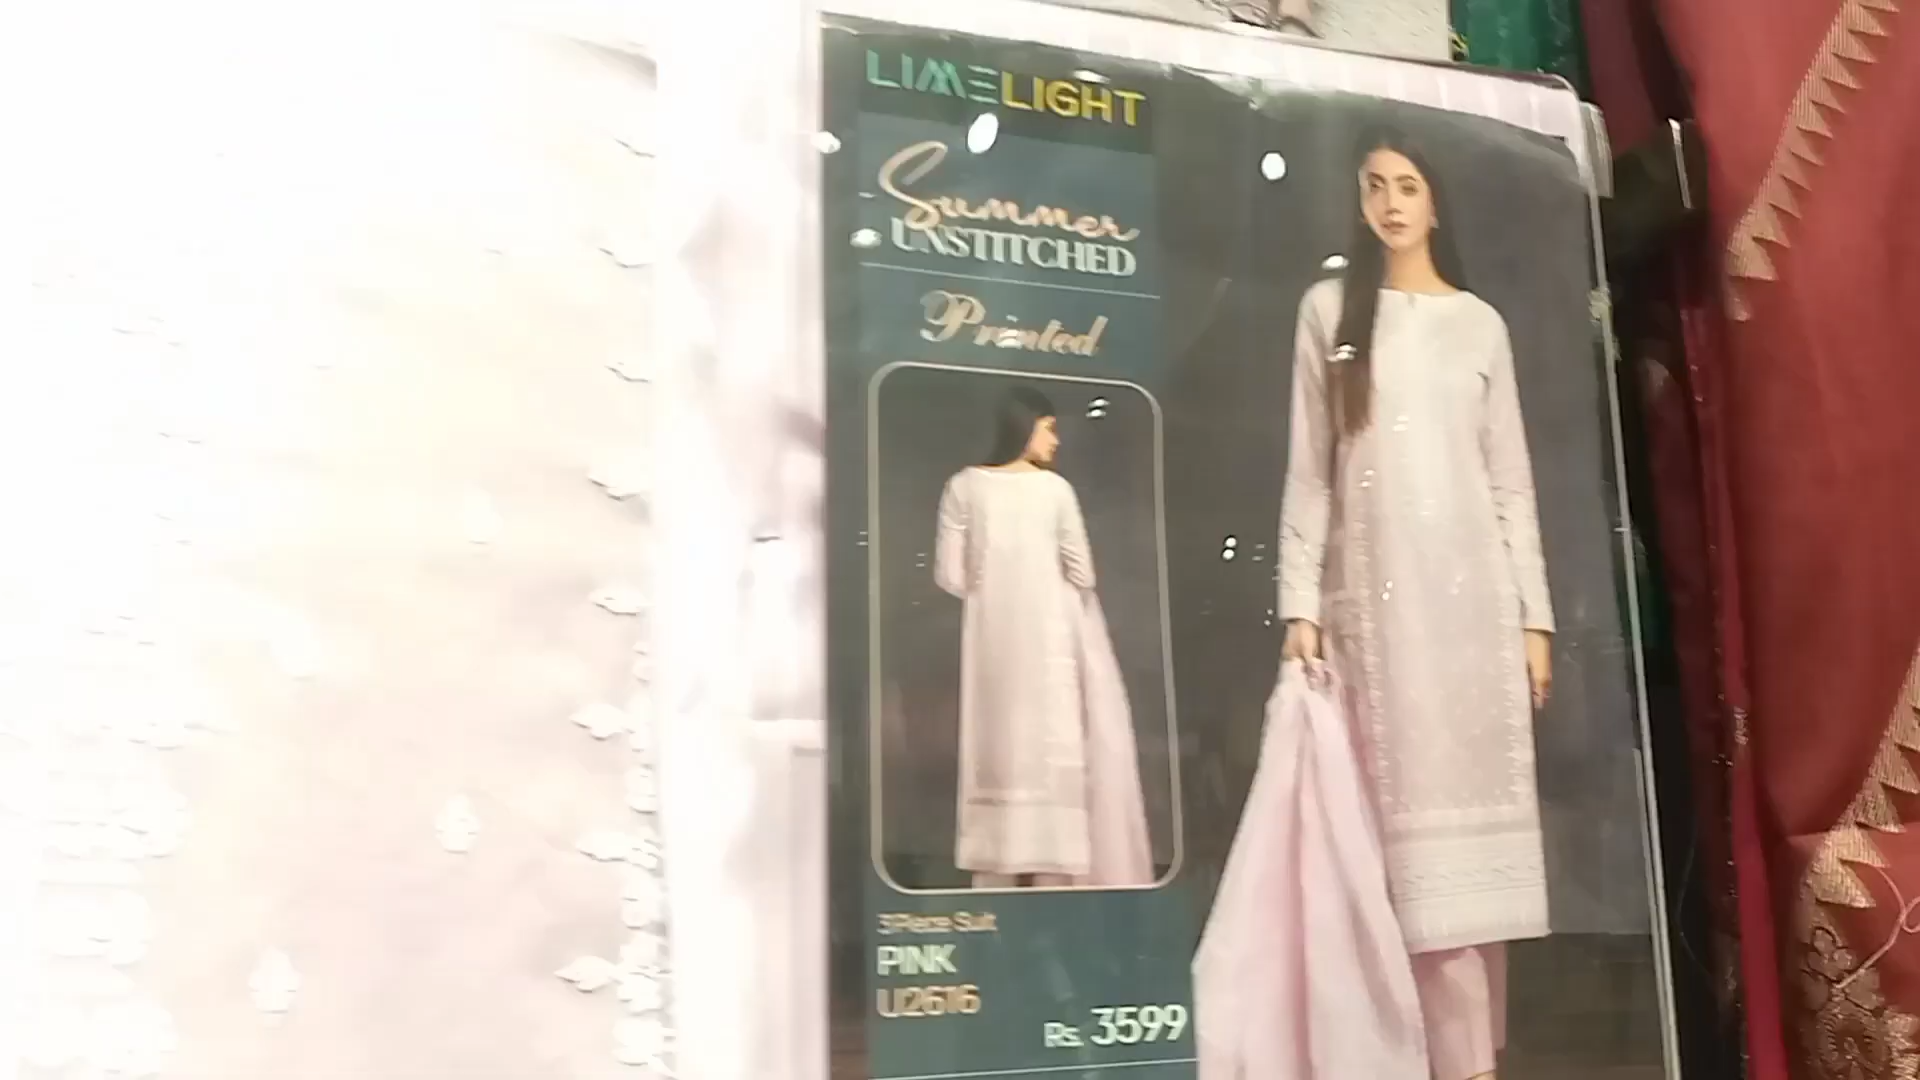 LIMELIGHT
Summer
UNSTITCHED
Printed
3 Piece Suit
PINK
U2616
Rs. 3599